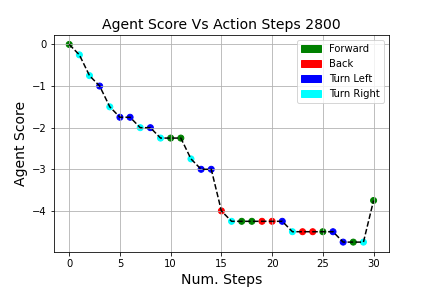 Agent Score Vs Action Steps 2800
Forward
Back
Turn Left
Turn Right
Agent Score
0
−1
−2
−3
−4
0 5 10 15 20 25 30
Num. Steps